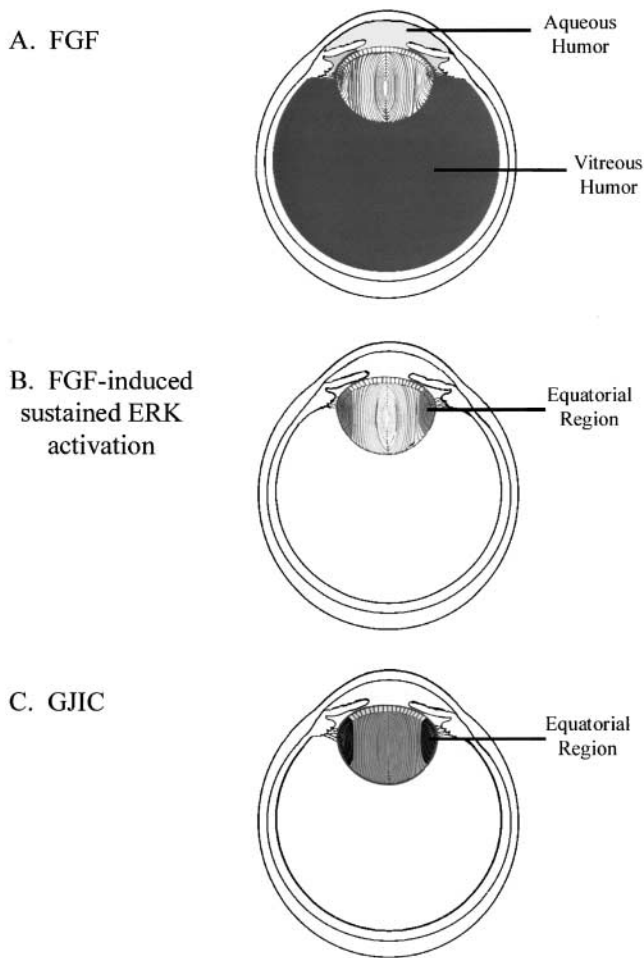 A. FGF
Aqueous
Humor
Vitreous
Humor
B. FGF-induced
sustained ERK
activation
Equatorial
Region
C. GJIC
Equatorial
Region